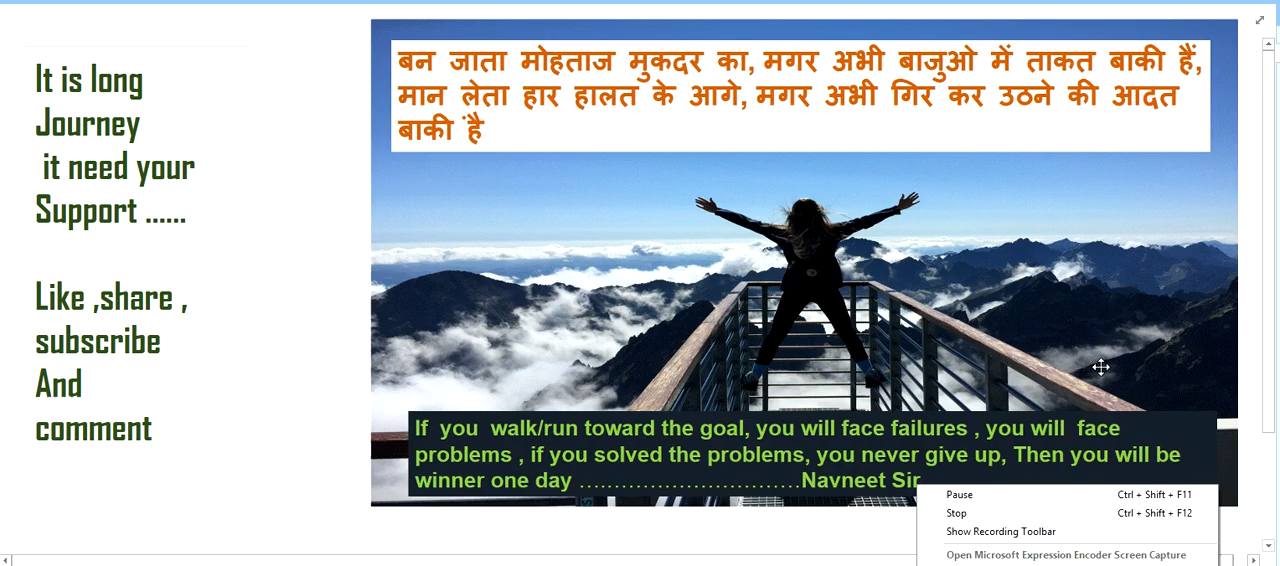 It is long
Journey
it need your
Support ......
Like ,share ,
subscribe
And
comment
बन जाता मोहताज मुकदर का, मगर अभी बाजुओ में ताकत बाकी हैं,
मान लेता हार हालत के आगे, मगर अभी गिर कर उठने की आदत
बाकी ंहै
If you walk/run toward the goal, you will face failures , you will face
problems , if you solved the problems, you never give up, Then you will be
winner one day ................................Navneet Sir
Pause Ctrl + Shift + F11
Stop Ctrl + Shift + F12
Show Recording Toolbar
Open Microsoft Expression Encoder Screen Capture